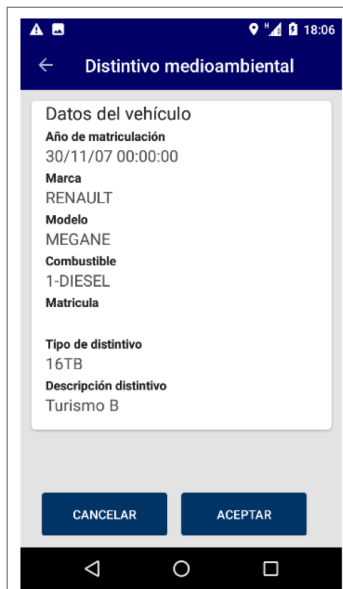 H 18:06
Distintivo medioambiental
Datos del vehículo
Año de matriculación
30/11/07 00:00:00
Marca
RENAULT
Modelo
MEGANE
Combustible
1-DIESEL
Matricula
Tipo de distintivo
16TB
Descripción distintivo
Turismo B
CANCELAR ACEPTAR